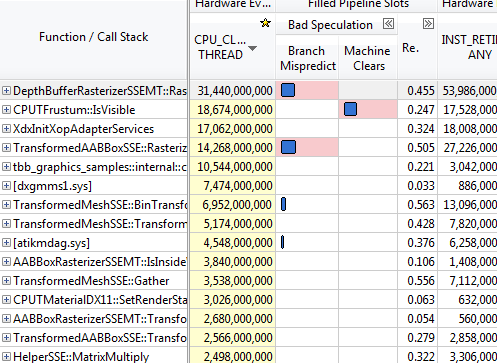 Hardware Ev... Filled Pipeline Slots Hardware
Function / Call Stack
CPU_CL... THREAD
Bad Speculation
Branch Mispredict
Machine Clears
Re.
INST_RETI ANY
DepthBufferRasterizerSSEMT::Ras 31,440,000,000 0.455 53,986,000
CPUTFrustum::IsVisible 18,674,000,000 0.247 17,528,000
XdxInitXopAdapterServices 17,062,000,000 0.324 18,008,000
TransformedAABBoxSSE::Rasteriz 14,268,000,000 0.505 27,226,000
tbb_graphics_samples::internal::c 10,544,000,000 0.221 3,042,000
[dxgmms1.sys] 7,474,000,000 0.033 886,000
TransformedMeshSSE::BinTransfo 6,952,000,000 0.563 13,096,000
TransformedMeshSSE::Transform 5,174,000,000 0.428 7,820,000
[atikmdag.sys] 4,548,000,000 0.376 6,258,000
AABBoxRasterizerSSEMT::IsInside 3,840,000,000 0.106 1,408,000
TransformedMeshSSE::Gather 3,538,000,000 0.556 7,112,000
CPUTMaterialDX11::SetRenderSta 3,026,000,000 0.063 632,000
AABBoxRasterizerSSEMT::Transfor 2,680,000,000 0.054 560,000
TransformedAABBoxSSE::Transfor 2,566,000,000 0.279 2,858,000
HelperSSE::MatrixMultiply 2,498,000,000 0.322 3,306,000